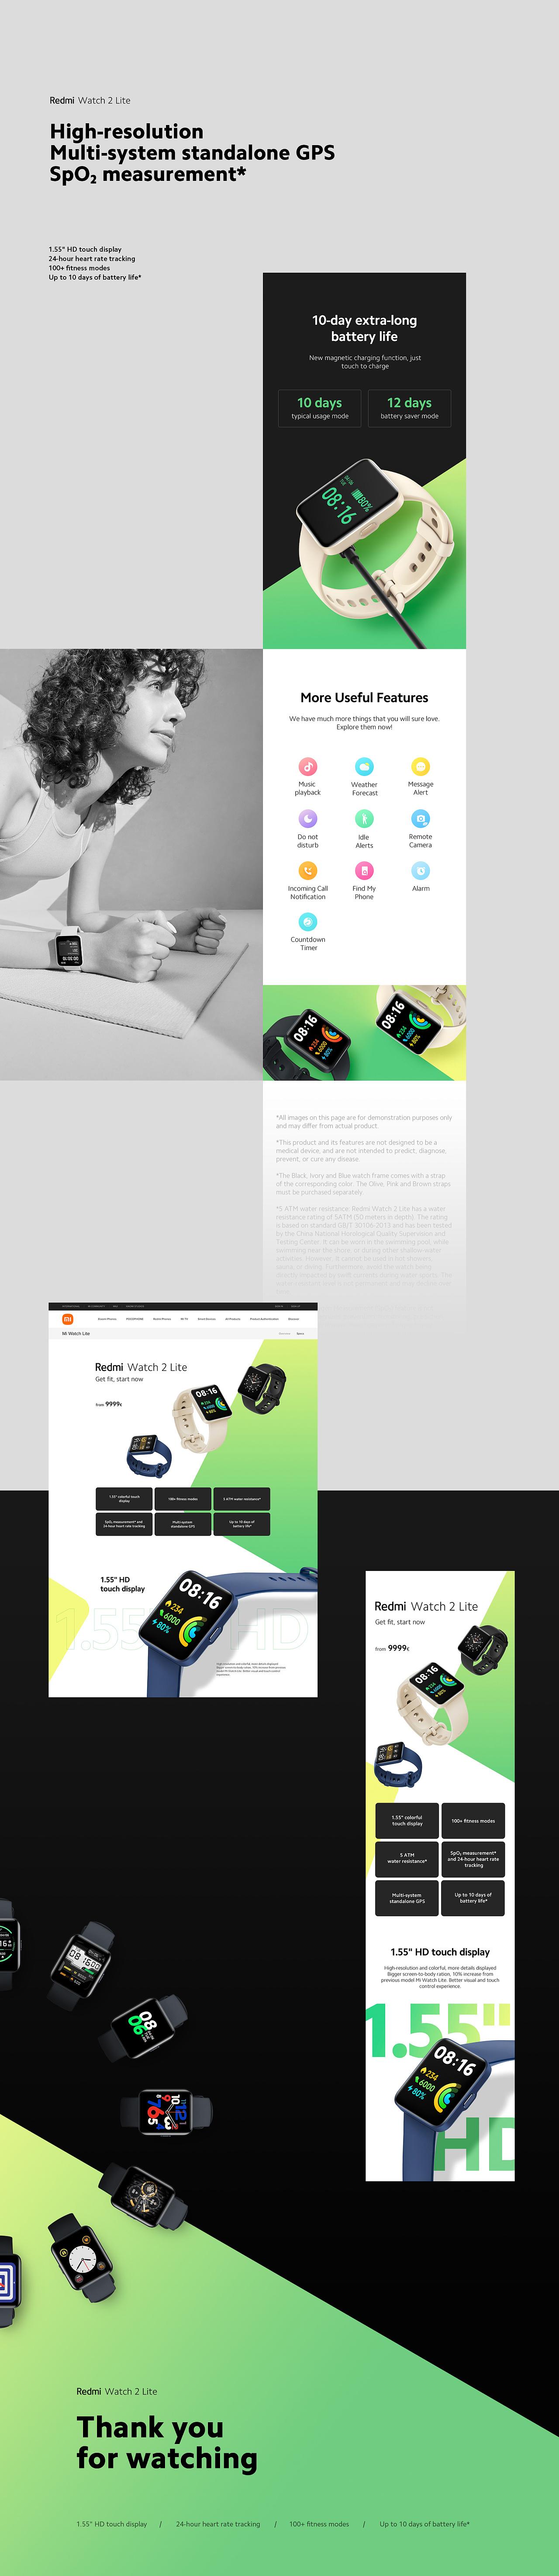 Redmi Watch 2 Lite
High-resolution
Multi-system standalone GPS
SpO₂ measurement*
1.55" HD touch display
24-hour heart rate tracking
100+ fitness modes
Up to 10 days of battery life*
10-day extra-long
battery life
New magnetic charging function, just
touch to charge
10 days
typical usage mode
12 days
battery saver mode
08:16
80%
More Useful Features
We have much more things that you will sure love.
Explore them now!
Music
playback
Weather
Forecast
Message
Alert
Do not
disturb
Idle
Alerts
Remote
Camera
Incoming Call
Notification
Find My
Phone
Alarm
Countdown
Timer
08:16
234
6000
80%
08:16
234
6000
80%
*All images on this page are for demonstration purposes only
and may differ from actual product.
*This product and its features are not designed to be a
medical device, and are not intended to predict, diagnose,
prevent, or cure any disease.
*The Black, Ivory and Blue watch frame comes with a strap
of the corresponding color. The Olive, Pink and Brown straps
must be purchased separately.
*5 ATM water resistance: Redmi Watch 2 Lite has a water
resistance rating of 5ATM (50 meters in depth). The rating
is based on standard GB/T 30106-2013 and has been tested
by the China National Horological Quality Supervision and
Testing Center. It can be worn in the swimming pool, while
swimming near the shore, or during other shallow-water
activities. However, it cannot be used in hot showers,
Mi Watch Lite
Redmi Watch 2 Lite
Get fit, start now
from 9999€
08:16
1.55" colorful touch
display
100+ fitness modes
5 ATM water resistance*
SpO₂ measurement* and
24-hour heart rate tracking
Multi-system
standalone GPS
Up to 10 days of
battery life*
1.55" HD
touch display
1.55" HD
08:16
234
6000
80%
Redmi Watch 2 Lite
Get fit, start now
from 9999€
08:16
1.55" colorful
touch display
100+ fitness modes
5 ATM
water resistance*
SpO₂ measurement*
and 24-hour heart rate
tracking
Multi-system
standalone GPS
Up to 10 days of
battery life*
1.55" HD touch display
High-resolution and colorful, more details displayed
Bigger screen-to-body ration, 10% increase from
previous model Mi Watch Lite. Better visual and touch
control experience.
1.55"
08:16
234
6000
80%
HD
08:16
08
06
Redmi Watch 2 Lite
Thank you
for watching
1.55" HD touch display / 24-hour heart rate tracking / 100+ fitness modes / Up to 10 days of battery life*